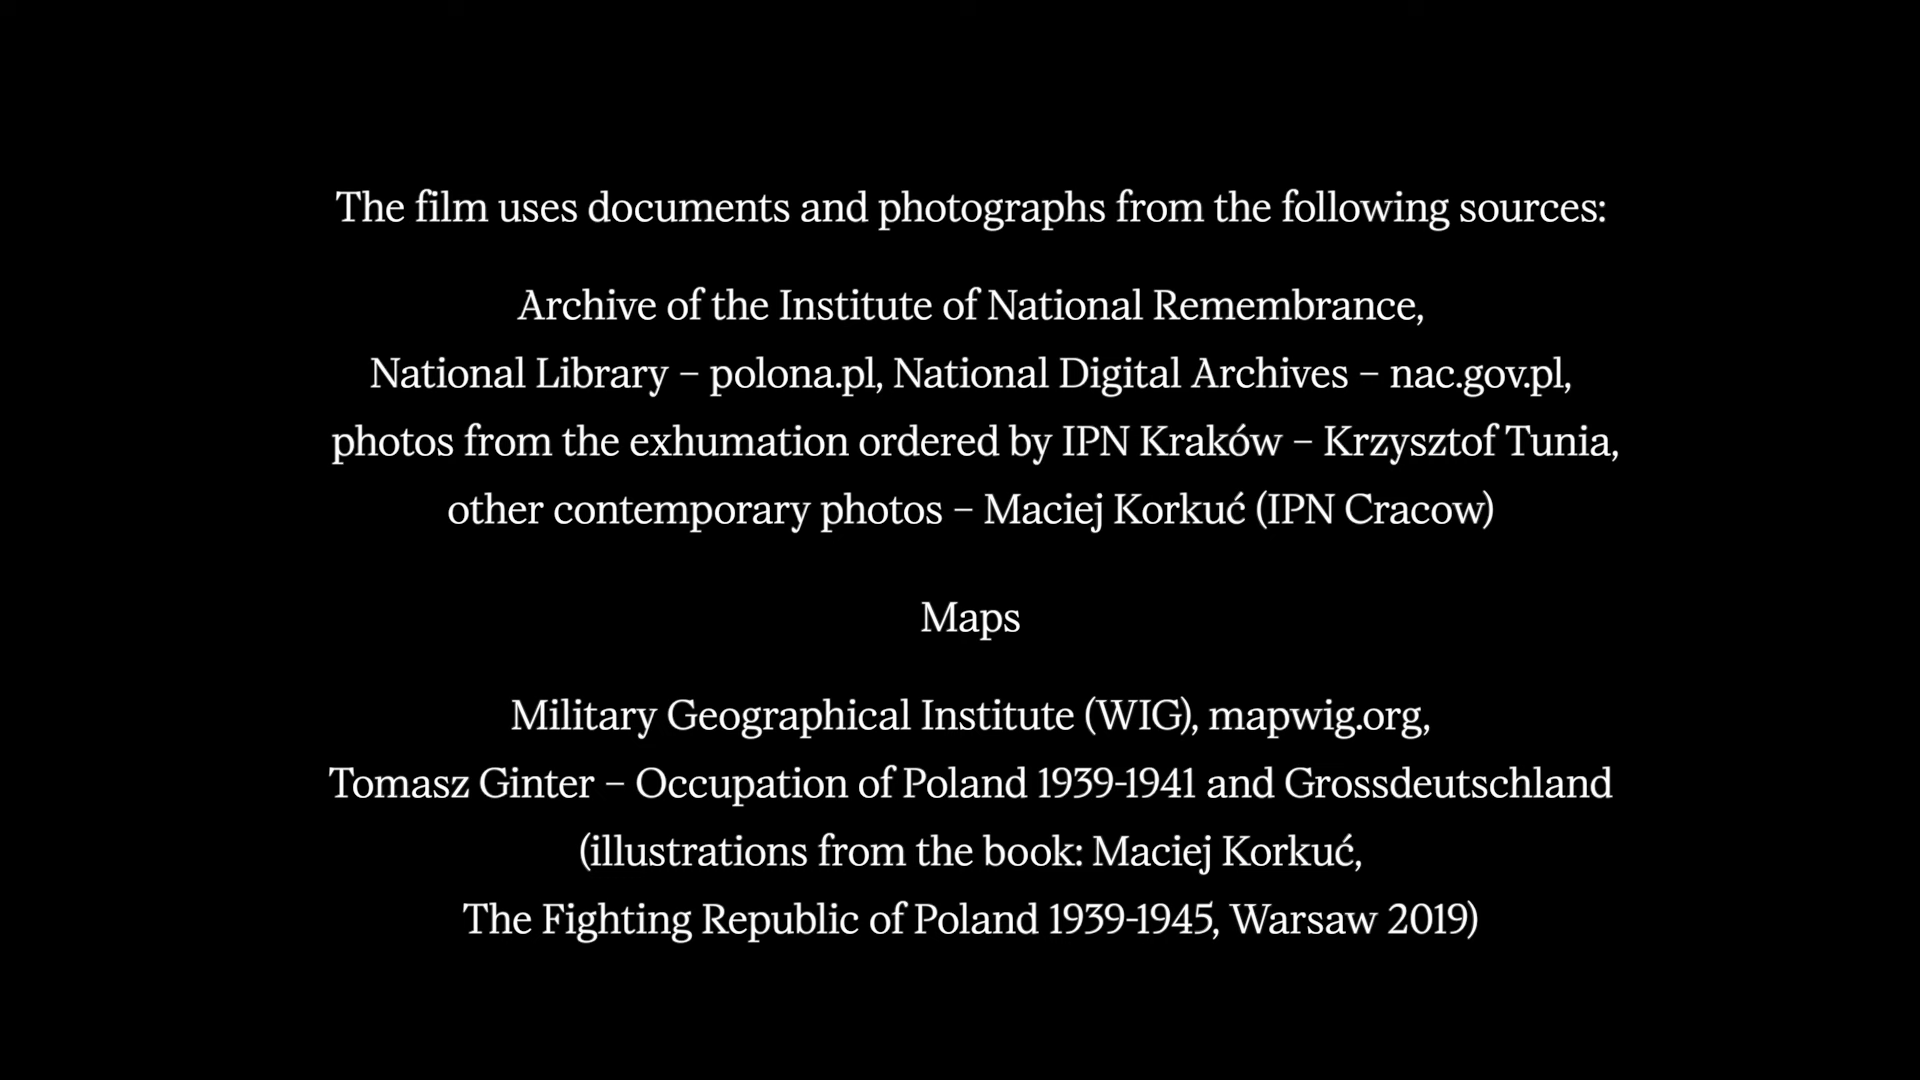 The film uses documents and photographs from the following sources:
Archive of the Institute of National Remembrance,
National Library – polona.pl, National Digital Archives – nac.gov.pl,
photos from the exhumation ordered by IPN Kraków – Krzysztof Tunia,
other contemporary photos – Maciej Korkuć (IPN Cracow)
Maps
Military Geographical Institute (WIG), mapwig.org,
Tomasz Ginter – Occupation of Poland 1939-1941 and Grossdeutschland
(illustrations from the book: Maciej Korkuć,
The Fighting Republic of Poland 1939-1945, Warsaw 2019)